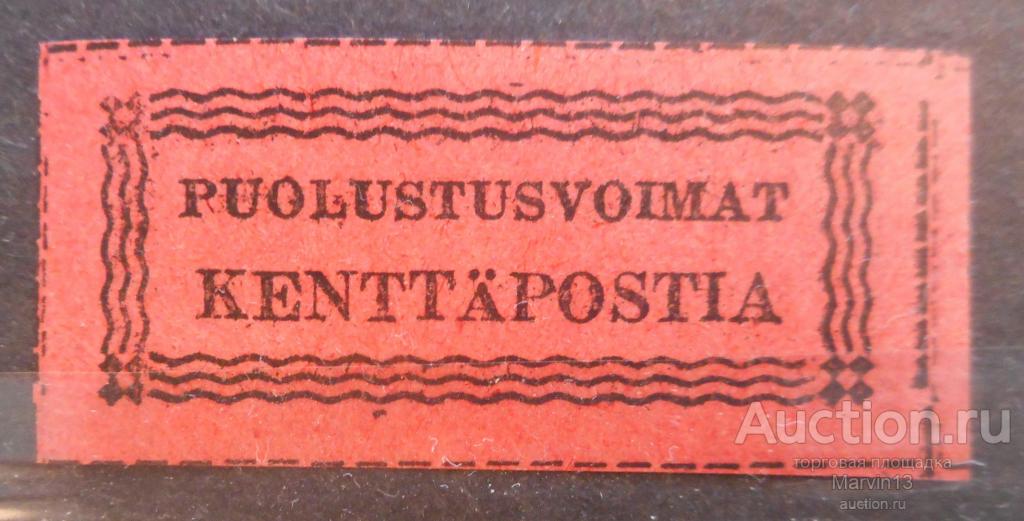 PUOLUSTUSVOIMAT
KENTTÄPOSTIA
Auction.ru
торговая площадка
Marvin13
auction.ru